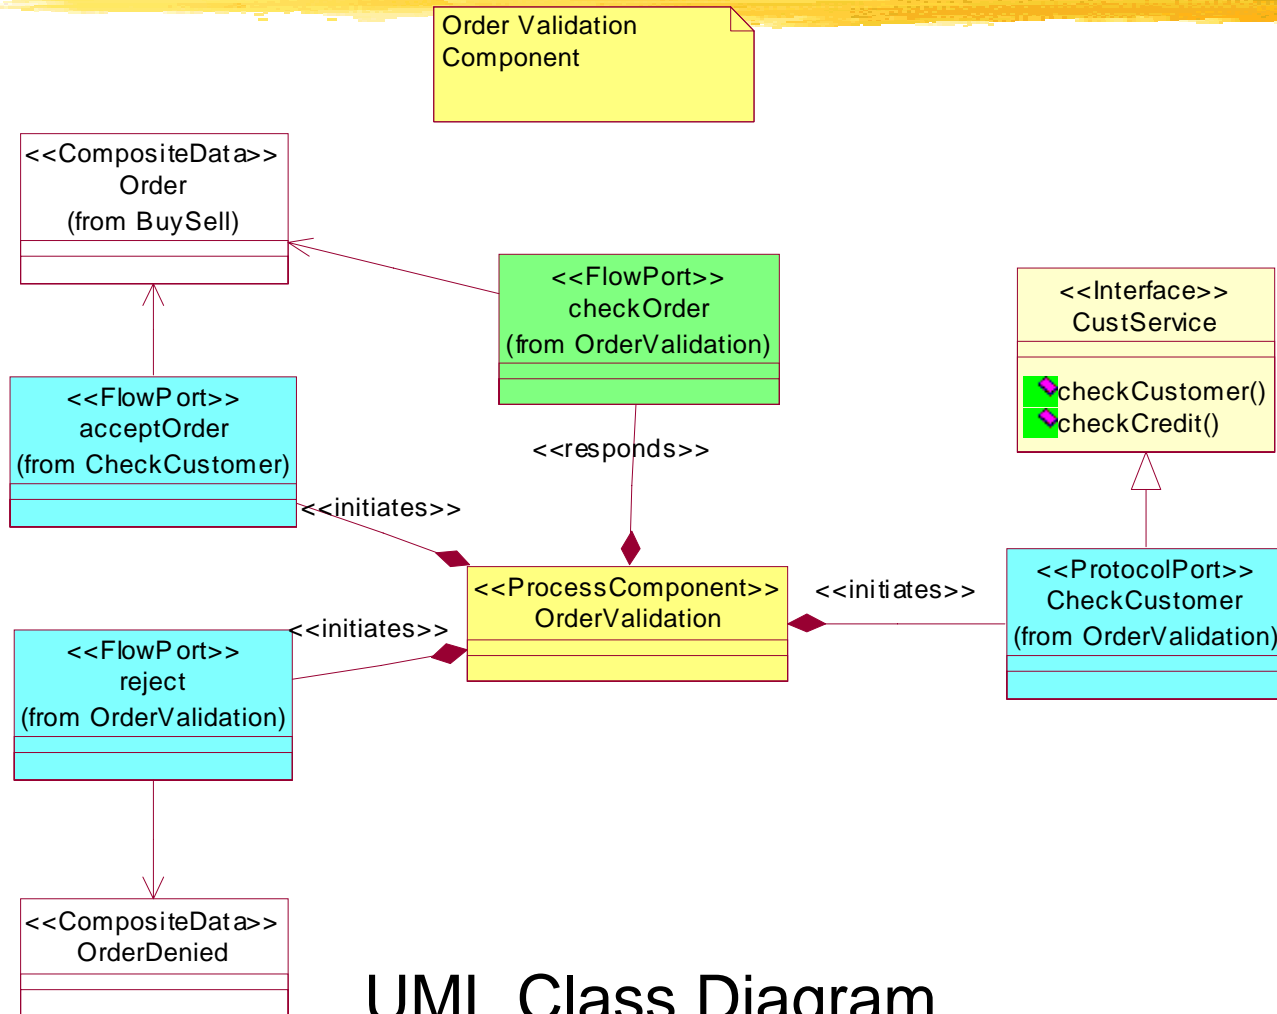 Order Validation
Component
<<CompositeData>>
Order
(from BuySell)
<<FlowPort>>
checkOrder
(from OrderValidation)
<<Interface>>
CustService
checkCustomer()
checkCredit()
<<FlowPort>>
acceptOrder
(from CheckCustomer)
<<responds>>
<<initiates>>
<<ProcessComponent>>
OrderValidation
<<initiates>>
<<ProtocolPort>>
CheckCustomer
(from OrderValidation)
<<initiates>>
<<FlowPort>>
reject
(from OrderValidation)
<<CompositeData>>
OrderDenied
UML Class Diagram